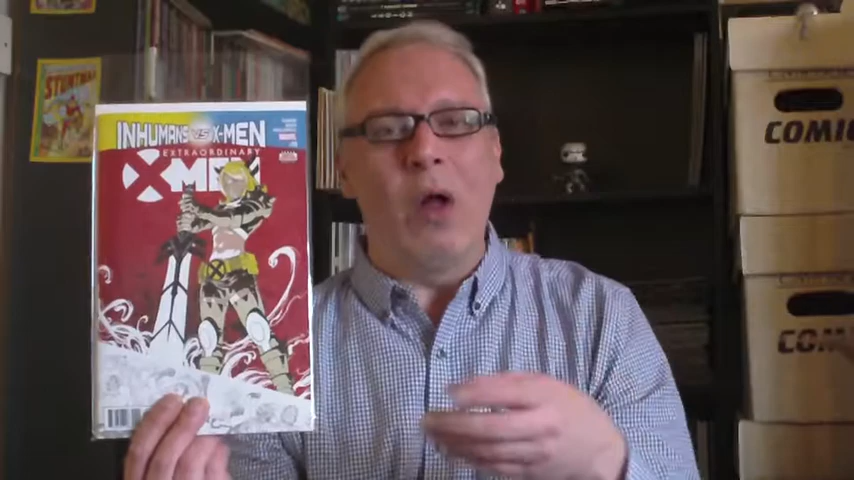 STUNTMAN
INHUMANS VS X-MEN
EXTRAORDINARY
X-MEN
COMIC
COMIC